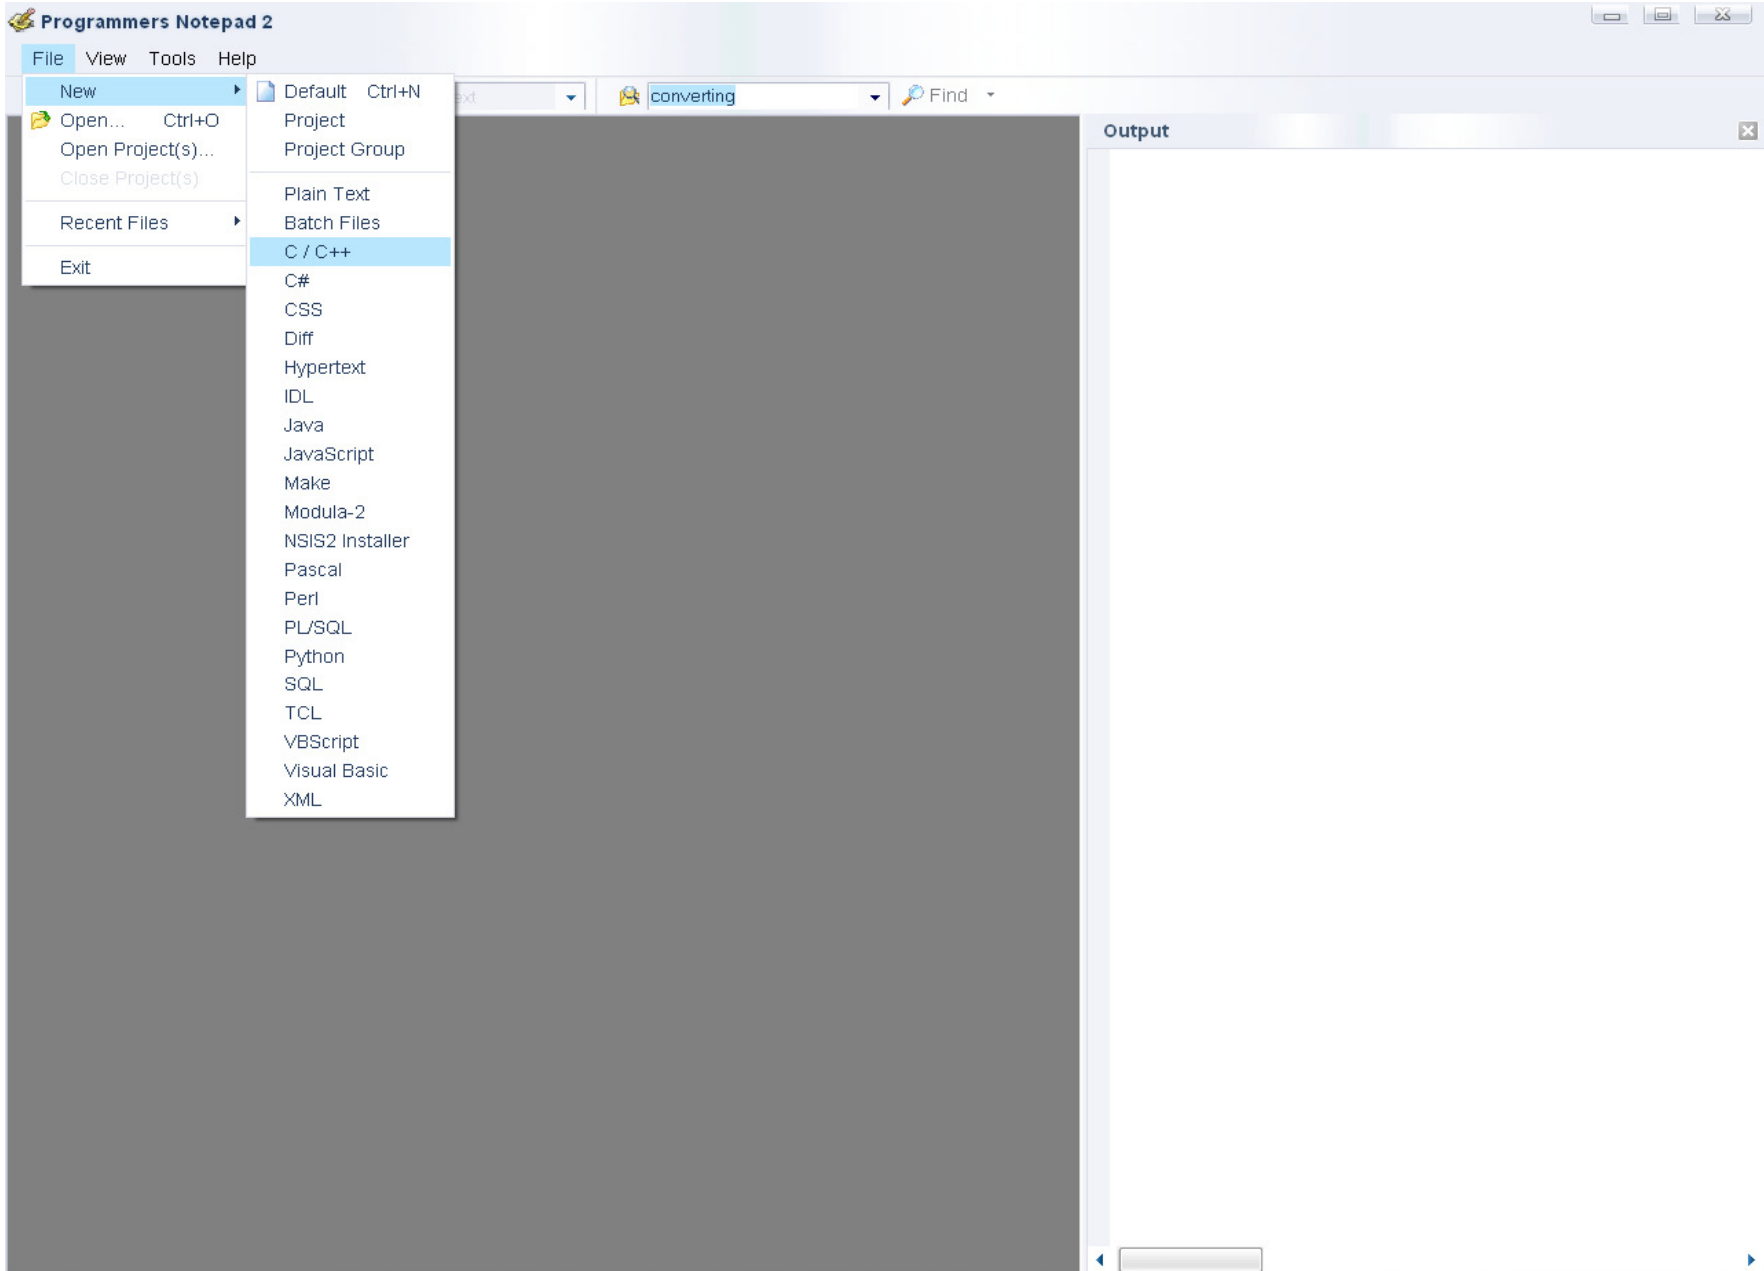 Programmers Notepad 2
File View Tools Help
New
Open... Ctrl+O
Open Project(s)...
Close Project(s)
Recent Files
Exit
Default Ctrl+N
Project
Project Group
Plain Text
Batch Files
C / C++
C#
CSS
Diff
Hypertext
IDL
Java
JavaScript
Make
Modula-2
NSIS2 Installer
Pascal
Perl
PL/SQL
Python
SQL
TCL
VBScript
Visual Basic
XML
converting
Find
Output